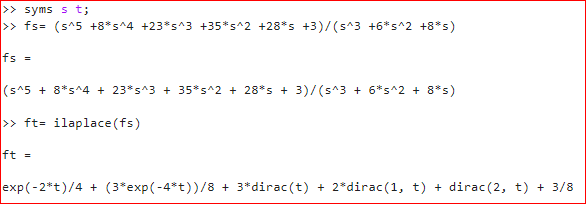 >> syms s t;
>> fs= (s^5 +8*s^4 +23*s^3 +35*s^2 +28*s +3)/(s^3 +6*s^2 +8*s)
fs =
(s^5 + 8*s^4 + 23*s^3 + 35*s^2 + 28*s + 3)/(s^3 + 6*s^2 + 8*s)
>> ft= ilaplace(fs)
ft =
exp(-2*t)/4 + (3*exp(-4*t))/8 + 3*dirac(t) + 2*dirac(1, t) + dirac(2, t) + 3/8